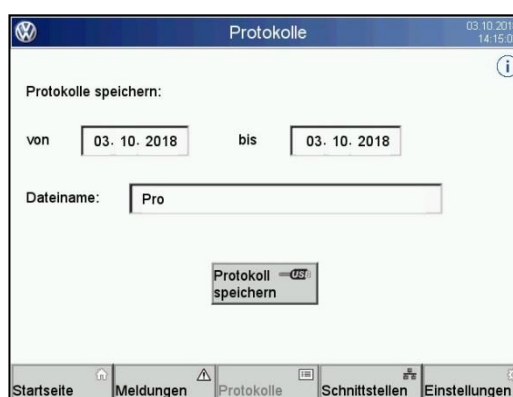 Protokolle
03.10.201
14:15:0
Protokolle speichern:
von 03. 10. 2018 bis 03. 10. 2018
Dateiname: Pro
Protokoll
speichern
Startseite Meldungen Protokolle Schnittstellen Einstellungen